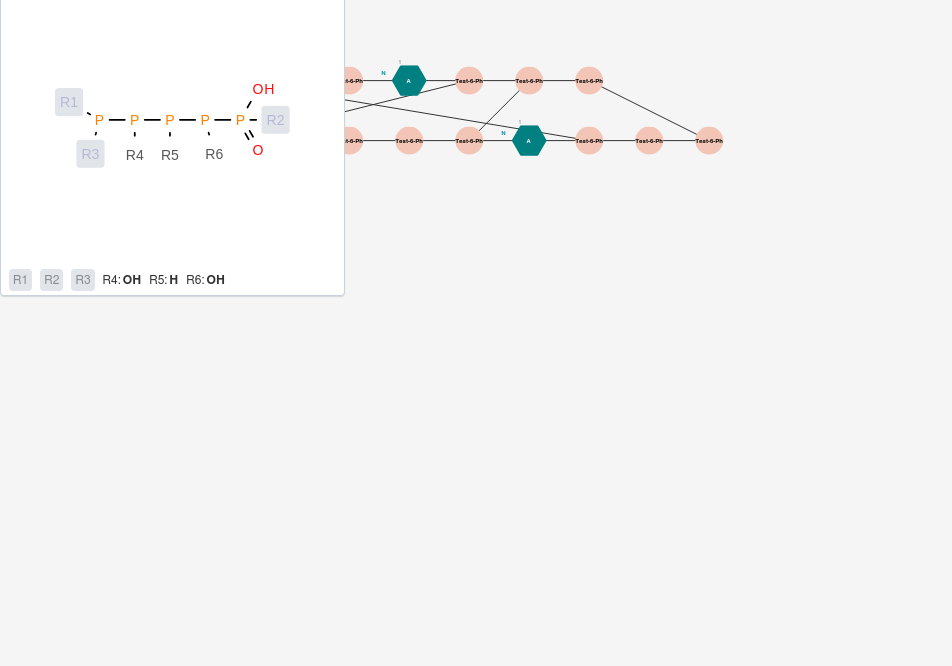 OH
R1 P P P P P R2
R3 R4 R5 R6 O
R1 R2 R3 R4: OH R5: H R6: OH
t-6-Ph N 1 A Test-6-Ph Test-6-Ph Test-6-Ph
t-6-Ph Test-6-Ph Test-6-Ph N 1 A Test-6-Ph Test-6-Ph Test-6-Ph